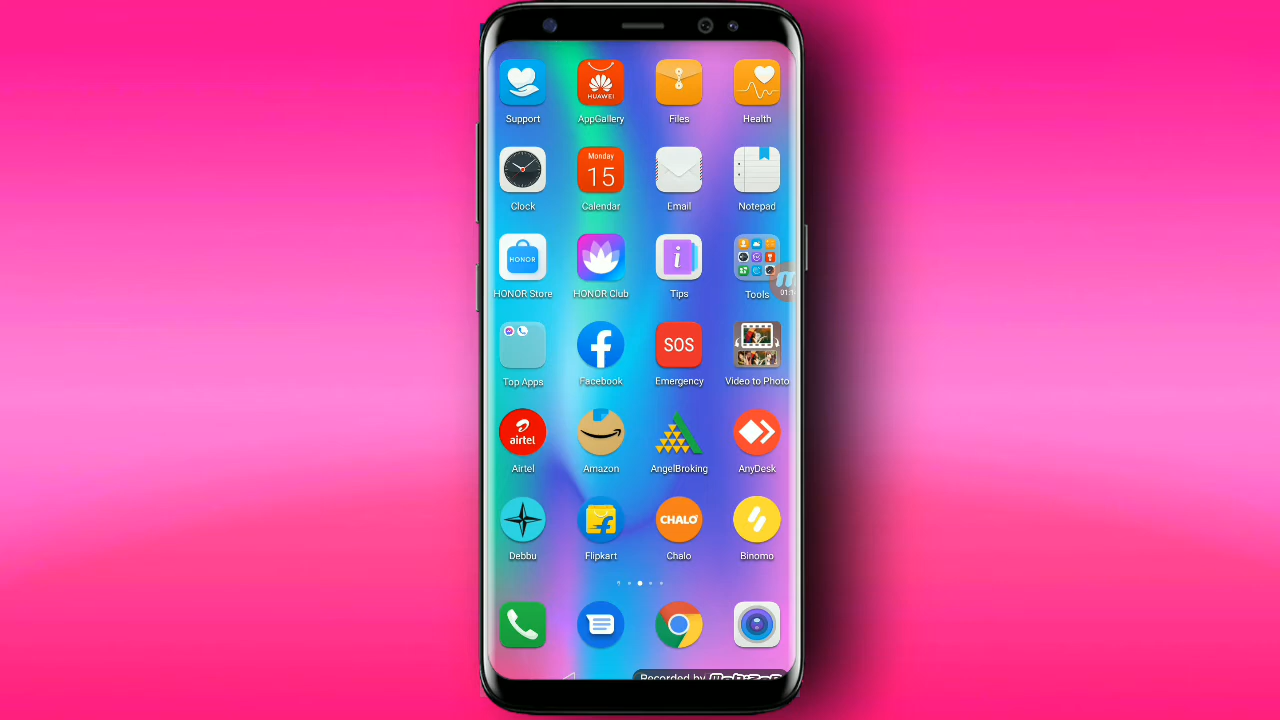 HUAWEI
Support
AppGallery
Files
Health
Monday
15
Clock
Calendar
Email
Notepad
HONOR
i
HONOR Store
HONOR Club
Tips
Tools
SOS
Top Apps
Facebook
Emergency
Video to Photo
airtel
Airtel
Amazon
AngelBroking
AnyDesk
CHALO
Debbu
Flipkart
Chalo
Binomo
Recorded by